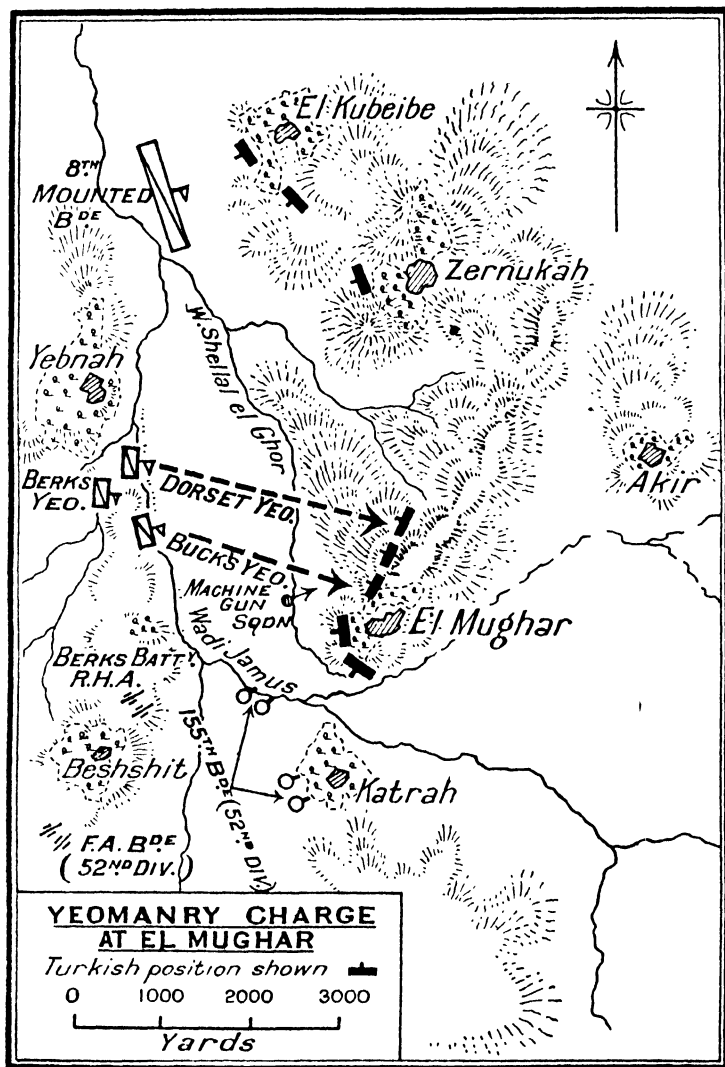 El Kubeibe
8TH
MOUNTED
BDE
Zernukah
W. Shellal el Ghor
Yebnah
Akir
BERKS
YEO.
DORSET YEO.
BUCKS YEO.
MACHINE
GUN
SQDN
El Mughar
Wadi Jamus
BERKS BATTY.
R.H.A.
155TH BDE (52ND DIV.)
Beshshit
Katrah
F.A. BDE
(52ND DIV.)
YEOMANRY CHARGE
AT EL MUGHAR
Turkish position shown
0 1000 2000 3000
Yards